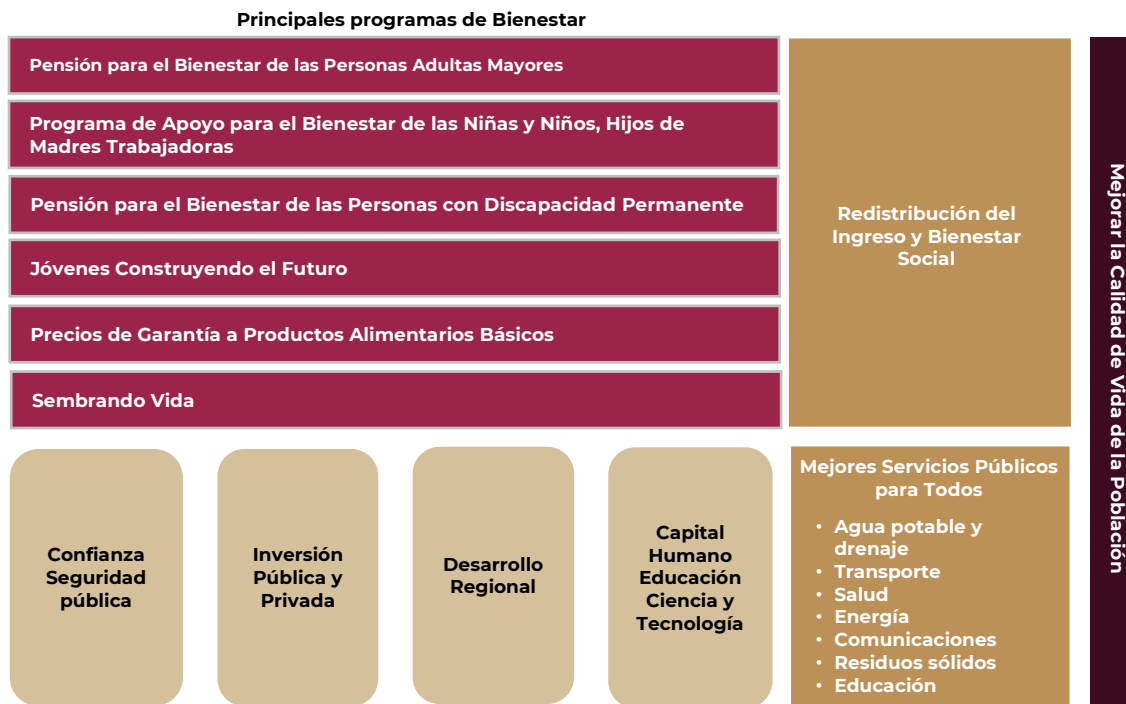 Principales programas de Bienestar
Pensión para el Bienestar de las Personas Adultas Mayores
Programa de Apoyo para el Bienestar de las Niñas y Niños, Hijos de
Madres Trabajadoras
Pensión para el Bienestar de las Personas con Discapacidad Permanente
Jóvenes Construyendo el Futuro
Precios de Garantía a Productos Alimentarios Básicos
Sembrando Vida
Redistribución del
Ingreso y Bienestar
Social
Confianza
Seguridad
pública
Inversión
Pública y
Privada
Desarrollo
Regional
Capital
Humano
Educación
Ciencia y
Tecnología
Mejores Servicios Públicos
para Todos
• Agua potable y
drenaje
• Transporte
• Salud
• Energía
• Comunicaciones
• Residuos sólidos
• Educación
Mejorar la Calidad de Vida de la Población